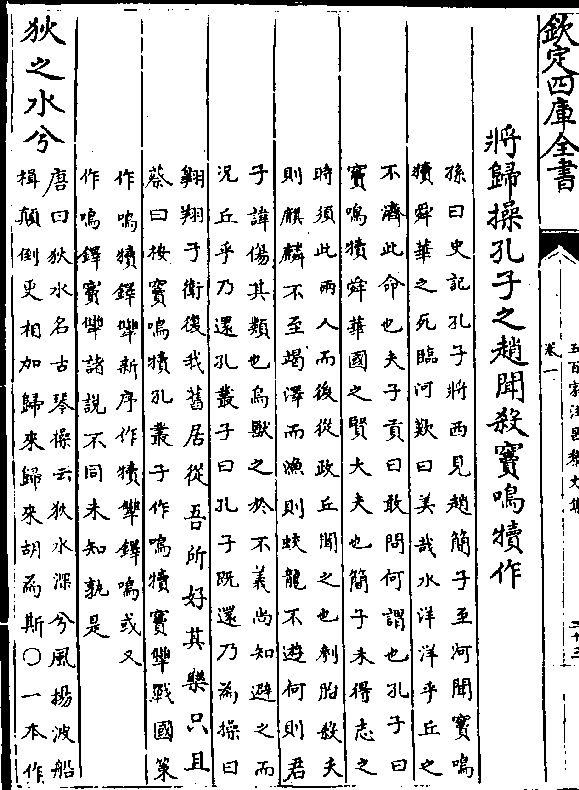 欽定四庫全書
五百家注昌黎文集
卷一
二十三
將歸操孔子之趙聞殺竇鳴犢作
孫曰史記孔子將西見趙簡子至河聞竇鳴
犢舜華之死臨河歎曰美哉水洋洋乎丘之
不濟此命也夫子貢曰敢問何謂也孔子曰
竇鳴犢舜華國之賢大夫也簡子未得志之
時須此兩人而後從政丘聞之也刳胎殺夭
則麒麟不至竭澤而漁則蛟龍不遊何則君
子諱傷其類也鳥獸之於不義尚知避之而
況丘乎乃還孔叢子曰孔子既還乃為操曰
翺翔于衛復我舊居從吾所好其樂只且
蔡曰按竇鳴犢孔叢子作鳴犢竇犨戰國策
作鳴犢鐸犨新序作犢犨鐸鳴或又
作鳴鐸竇犨諸說不同未知孰是
狄之水兮
唐曰狄水名古琴操云狄水深兮風揚波船
楫顛倒更相加歸來歸來胡為斯○一本作